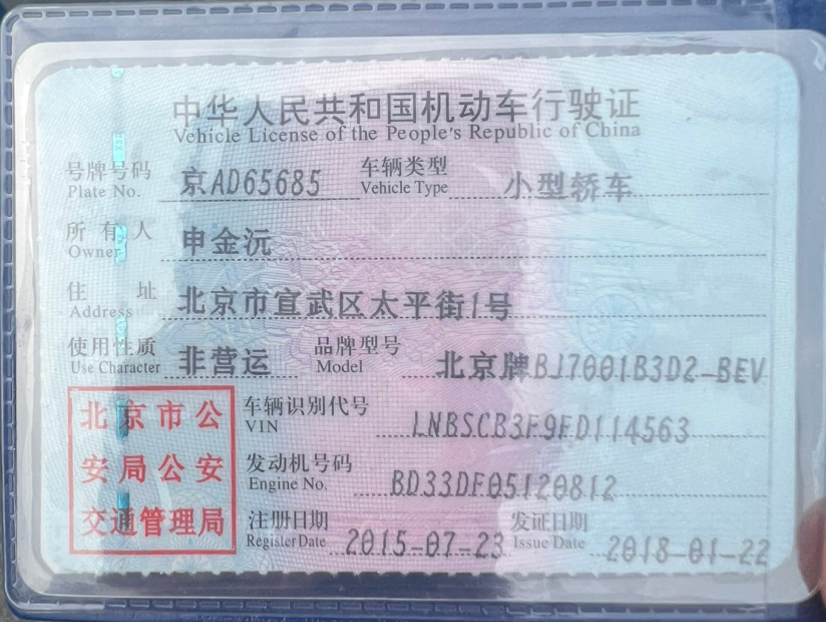 中华人民共和国机动车行驶证
Vehicle License of the People's Republic of China
号牌号码 京AD65685 车辆类型 小型轿车
Plate No. Vehicle Type
所有人 申金沅
Owner
住址 北京市宣武区太平街1号
Address
使用性质 非营运 品牌型号 北京牌BJ7001B3D2-BEV
Use Character Model
北京市公 车辆识别代号 LNBSCB3F9FD114563
VIN
安局公安 发动机号码 BD33DF05120812
Engine No.
交通管理局 注册日期 2015-07-23 发证日期 2018-01-22
Register Date Issue Date